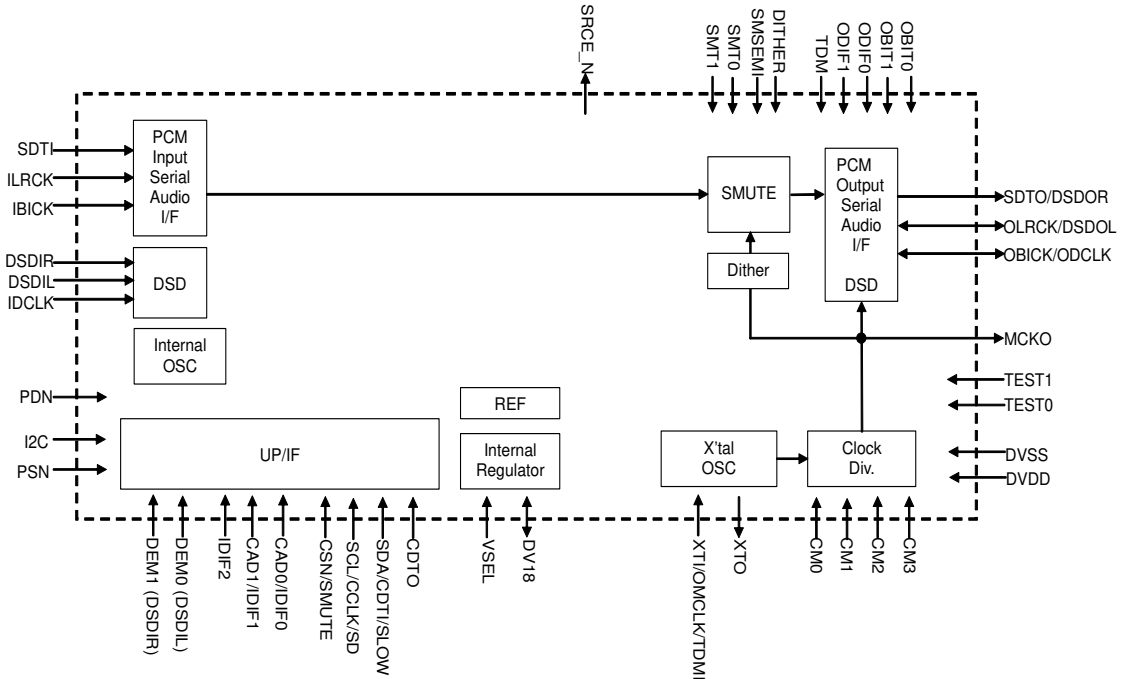 SRCE_N
SMT1
SMT0
SMSEMI
DITHER
TDM
ODIF1
ODIF0
OBIT1
OBIT0
SDTI
ILRCK
IBICK
PCM
Input
Serial
Audio
I/F
SMUTE
PCM
Output
Serial
Audio
I/F
DSD
SDTO/DSDOR
OLRCK/DSDOL
OBICK/ODCLK
DSDIR
DSDIL
IDCLK
DSD
Dither
Internal
OSC
MCKO
PDN
I2C
PSN
TEST1
TEST0
DVSS
DVDD
UP/IF
REF
Internal
Regulator
X'tal
OSC
Clock
Div.
DEM1 (DSDIR)
DEM0 (DSDIL)
IDIF2
CAD1/IDIF1
CAD0/IDIF0
CSN/SMUTE
SCL/CCLK/SD
SDA/CDTI/SLOW
CDTO
VSEL
DV18
XTI/OMCLK/TDMI
XTO
CM0
CM1
CM2
CM3